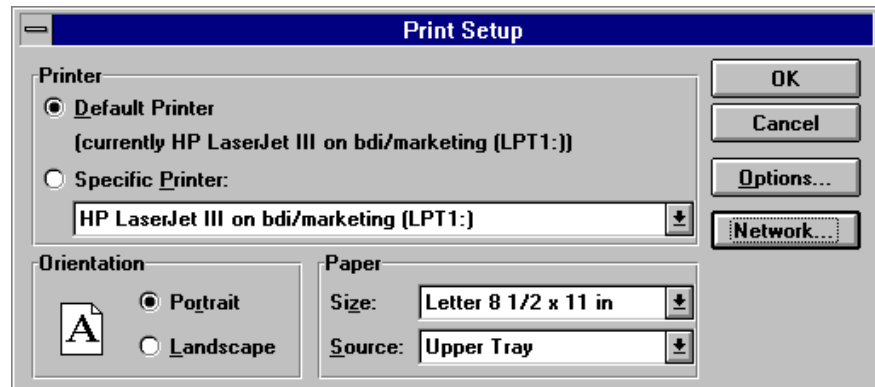 Print Setup
Printer
Default Printer
(currently HP LaserJet III on bdi/marketing (LPT1:))
Specific Printer:
HP LaserJet III on bdi/marketing (LPT1:)
OK
Cancel
Options...
Network...
Orientation
A
Portrait
Landscape
Paper
Size: Letter 8 1/2 x 11 in
Source: Upper Tray